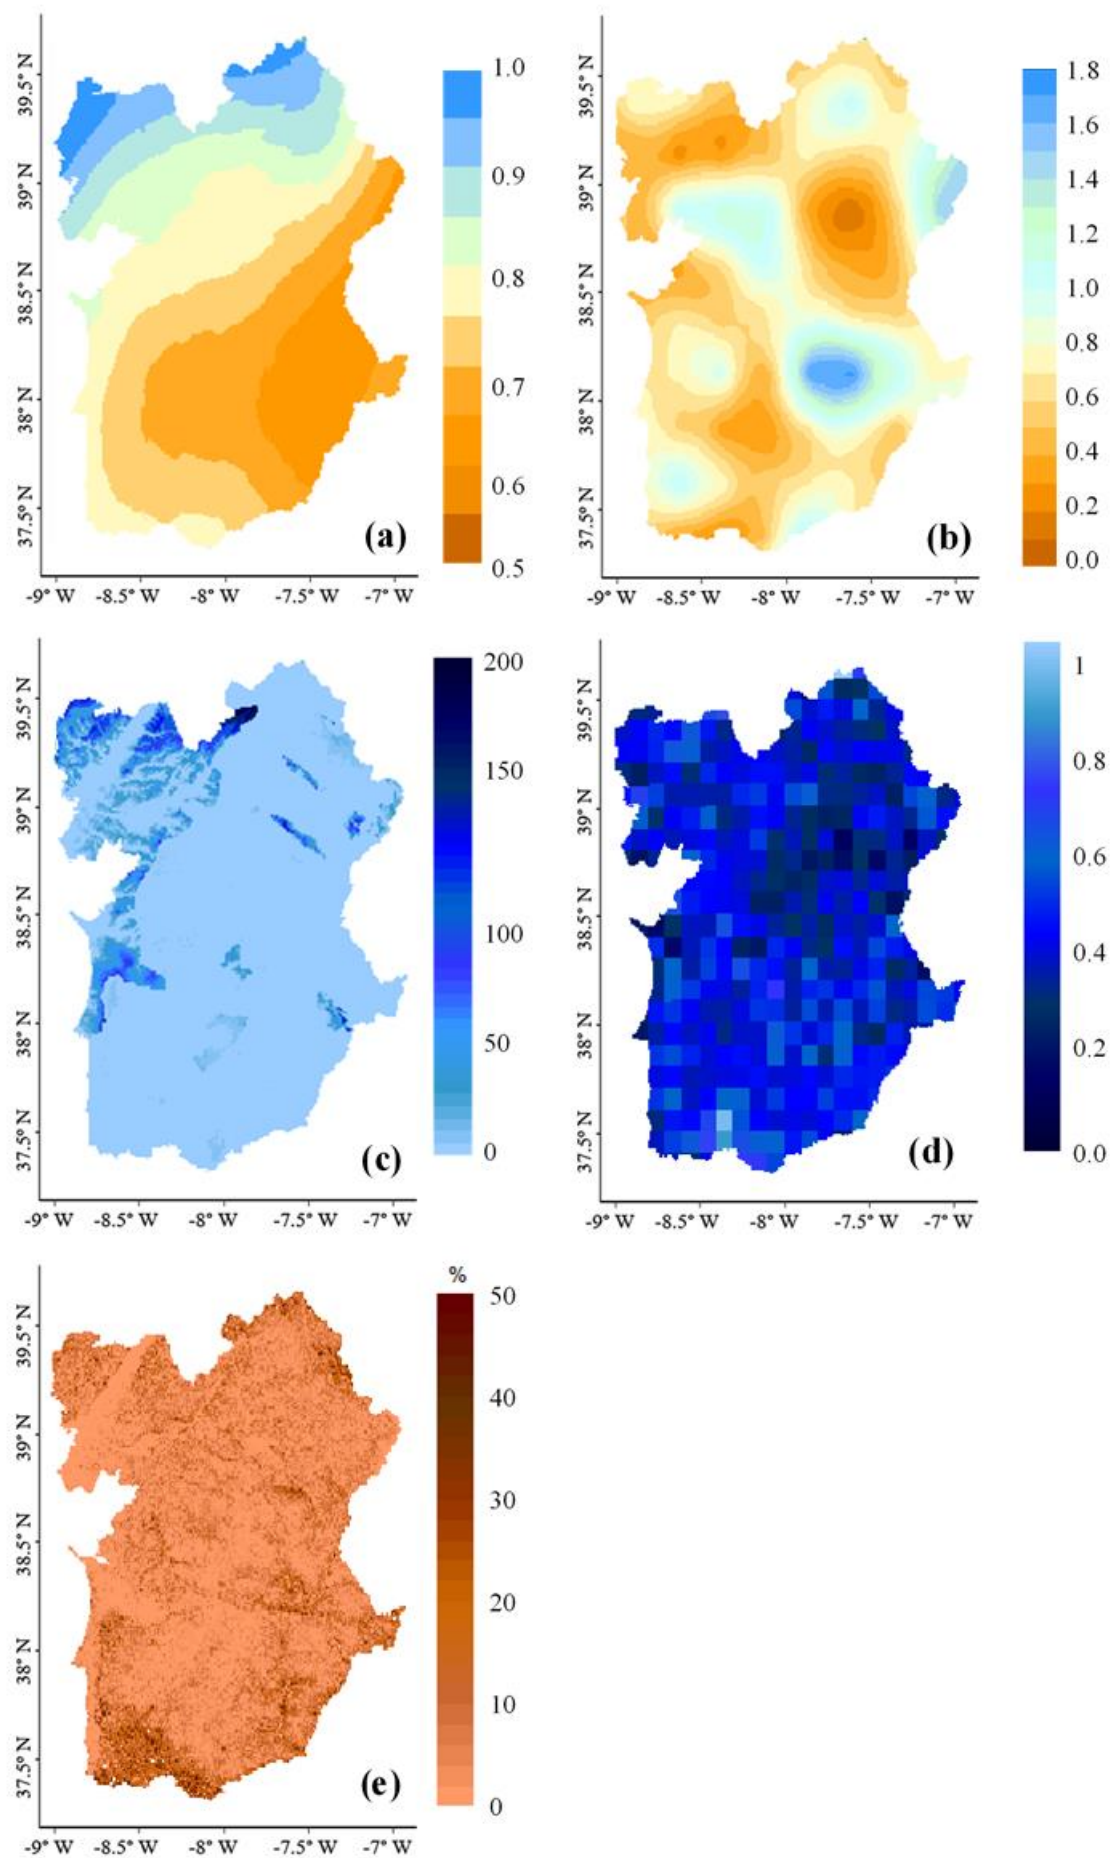 39.5° N
39° N
38.5° N
38° N
37.5° N
-9° W
-8.5° W
-8° W
-7.5° W
-7° W
(a)
1.0
0.9
0.8
0.7
0.6
0.5
39.5° N
39° N
38.5° N
38° N
37.5° N
-9° W
-8.5° W
-8° W
-7.5° W
-7° W
(b)
1.8
1.6
1.4
1.2
1.0
0.8
0.6
0.4
0.2
0.0
39.5° N
39° N
38.5° N
38° N
37.5° N
-9° W
-8.5° W
-8° W
-7.5° W
-7° W
(c)
200
150
100
50
0
39.5° N
39° N
38.5° N
38° N
37.5° N
-9° W
-8.5° W
-8° W
-7.5° W
-7° W
(d)
1
0.8
0.6
0.4
0.2
0.0
39.5° N
39° N
38.5° N
38° N
37.5° N
-9° W
-8.5° W
-8° W
-7.5° W
-7° W
(e)
%
50
40
30
20
10
0